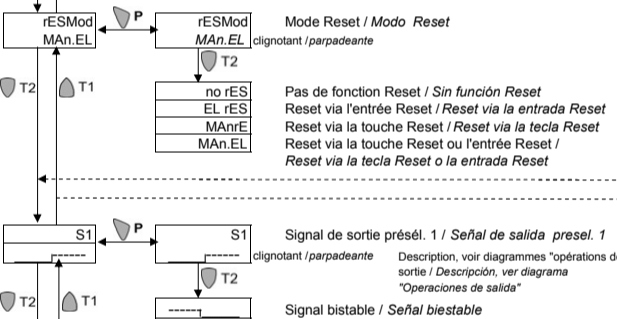 rESMod P rESMod Mode Reset / Modo Reset
MAn.EL MAn.EL clignotant /parpadeante
T2 T1 T2
no rES Pas de fonction Reset / Sin función Reset
EL rES Reset via l'entrée Reset / Reset via la entrada Reset
MAnrE Reset via la touche Reset / Reset via la tecla Reset
MAn.EL Reset via la touche Reset ou l'entrée Reset /
Reset via la tecla Reset o la entrada Reset
S1 P S1 Signal de sortie présél. 1 / Señal de salida presel. 1
clignotant /parpadeante Description, voir diagrammes "opérations d
sortie / Descripción, ver diagrama
T2 "Operaciones de salida"
T2 T1
Signal bistable / Señal biestable